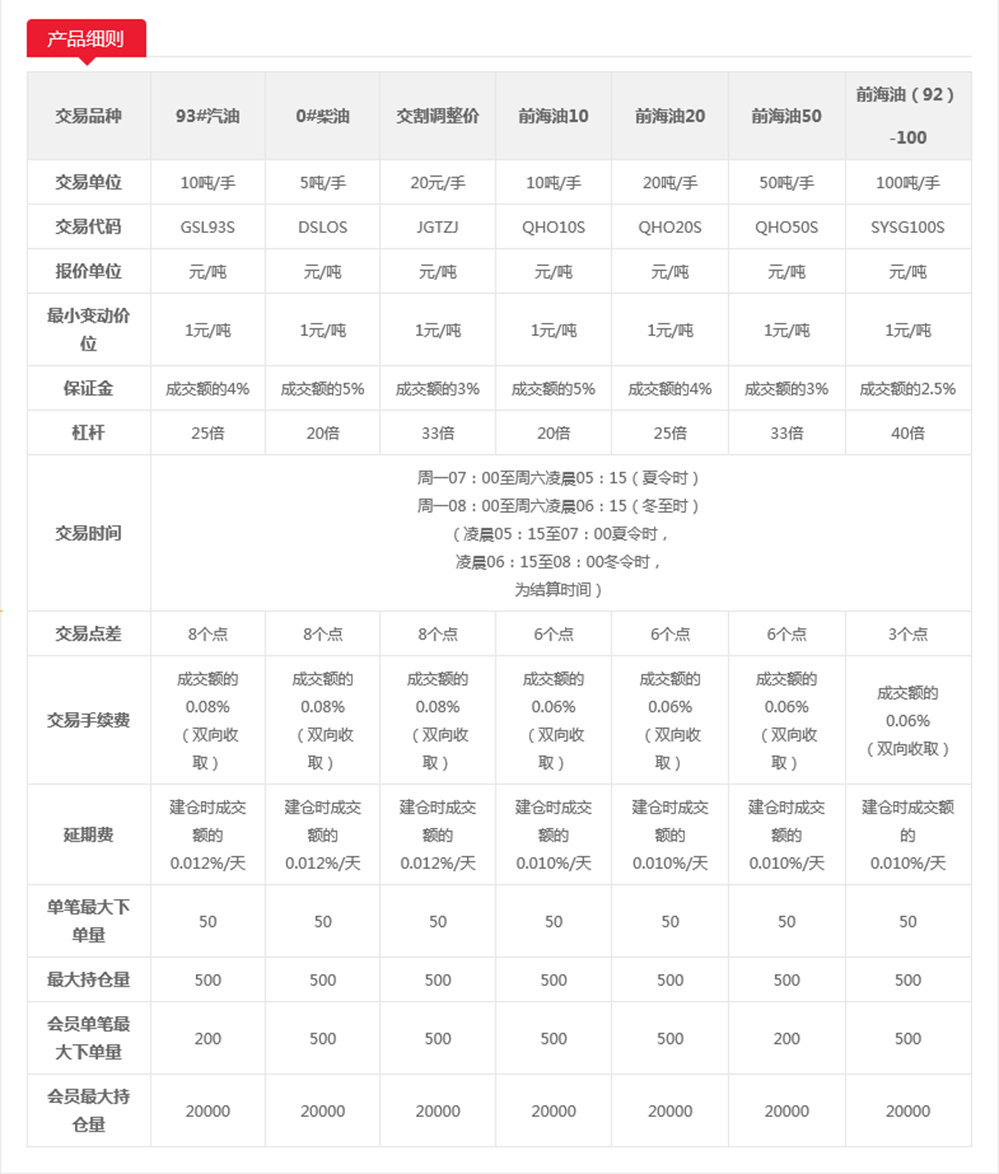 产品细则
交易品种 93#汽油 0#柴油 交割调整价 前海油10 前海油20 前海油50 前海油（92）
-100
交易单位 10吨/手 5吨/手 20元/手 10吨/手 20吨/手 50吨/手 100吨/手
交易代码 GSL93S DSLOS JGTZJ QHO10S QHO20S QHO50S SYSG100S
报价单位 元/吨 元/吨 元/吨 元/吨 元/吨 元/吨 元/吨
最小变动价
位 1元/吨 1元/吨 1元/吨 1元/吨 1元/吨 1元/吨 1元/吨
保证金 成交额的4% 成交额的5% 成交额的3% 成交额的5% 成交额的4% 成交额的3% 成交额的2.5%
杠杆 25倍 20倍 33倍 20倍 25倍 33倍 40倍
交易时间
周一07：00至周六凌晨05：15（夏令时）
周一08：00至周六凌晨06：15（冬至时）
（凌晨05：15至07：00夏令时，
凌晨06：15至08：00冬令时，
为结算时间）
交易点差 8个点 8个点 8个点 6个点 6个点 6个点 3个点
交易手续费
成交额的 成交额的 成交额的 成交额的 成交额的 成交额的 成交额的
0.08% 0.08% 0.08% 0.06% 0.06% 0.06% 0.06%
（双向收 （双向收 （双向收 （双向收 （双向收 （双向收 （双向收取）
取） 取） 取） 取） 取） 取）
延期费
建仓时成交 建仓时成交 建仓时成交 建仓时成交 建仓时成交 建仓时成交 建仓时成交额
额的 额的 额的 额的 额的 额的 的
0.012%/天 0.012%/天 0.012%/天 0.010%/天 0.010%/天 0.010%/天 0.010%/天
单笔最大下
单量 50 50 50 50 50 50 50
最大持仓量 500 500 500 500 500 500 500
会员单笔最
大下单量 200 500 500 500 500 200 500
会员最大持
仓量 20000 20000 20000 20000 20000 20000 20000